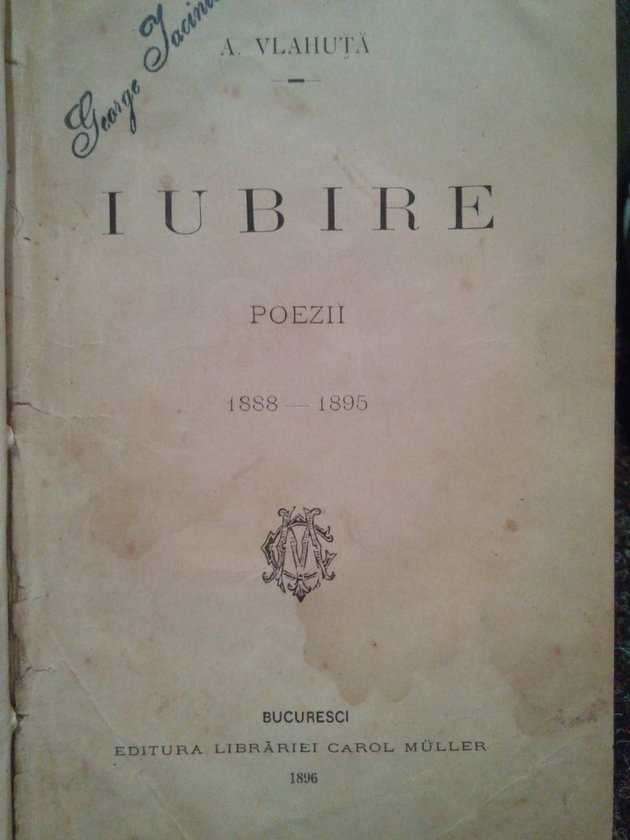 George
A. VLAHUȚĂ
IUBIRE
POEZII
1888 — 1895
BUCURESCI
EDITURA LIBRĂRIEI CAROL MÜLLER
1896